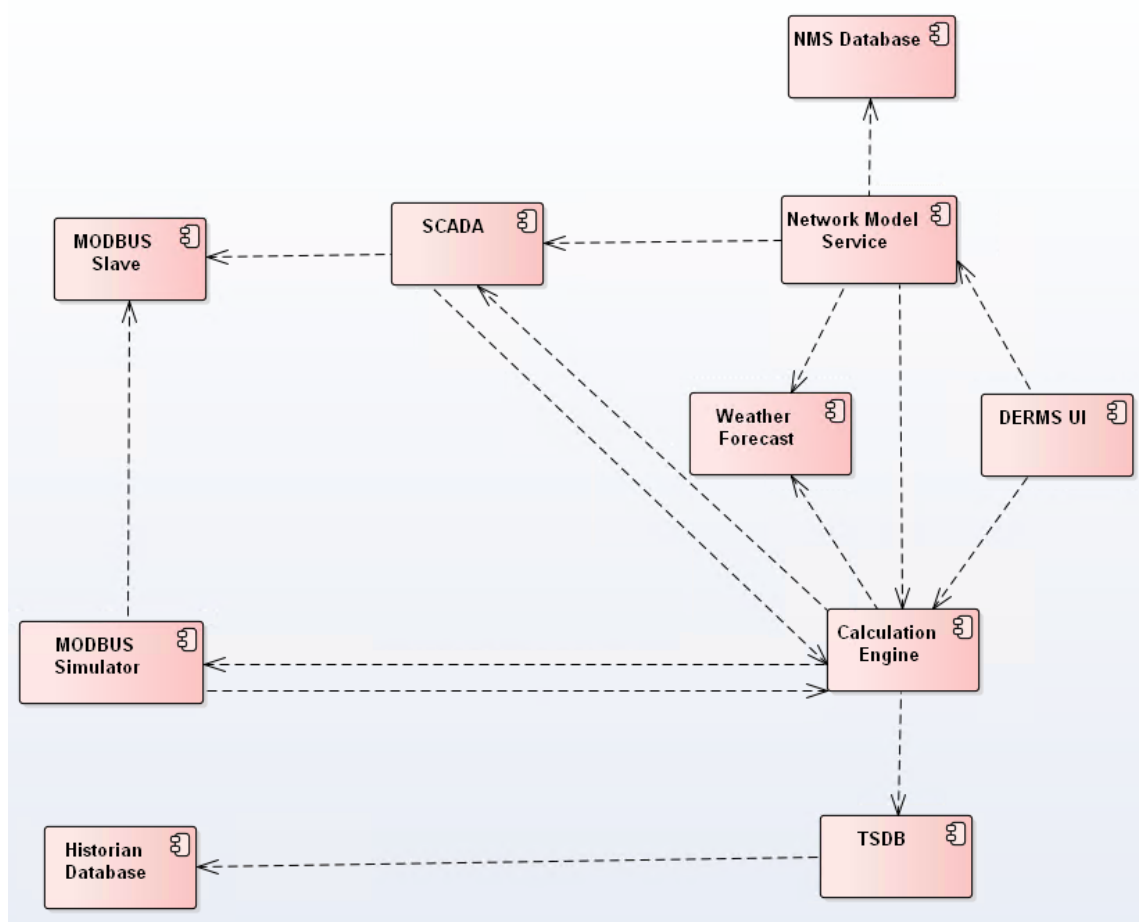 NMS Database
Network Model
Service
SCADA
MODBUS
Slave
Weather
Forecast
DERMS UI
MODBUS
Simulator
Calculation
Engine
Historian
Database
TSDB